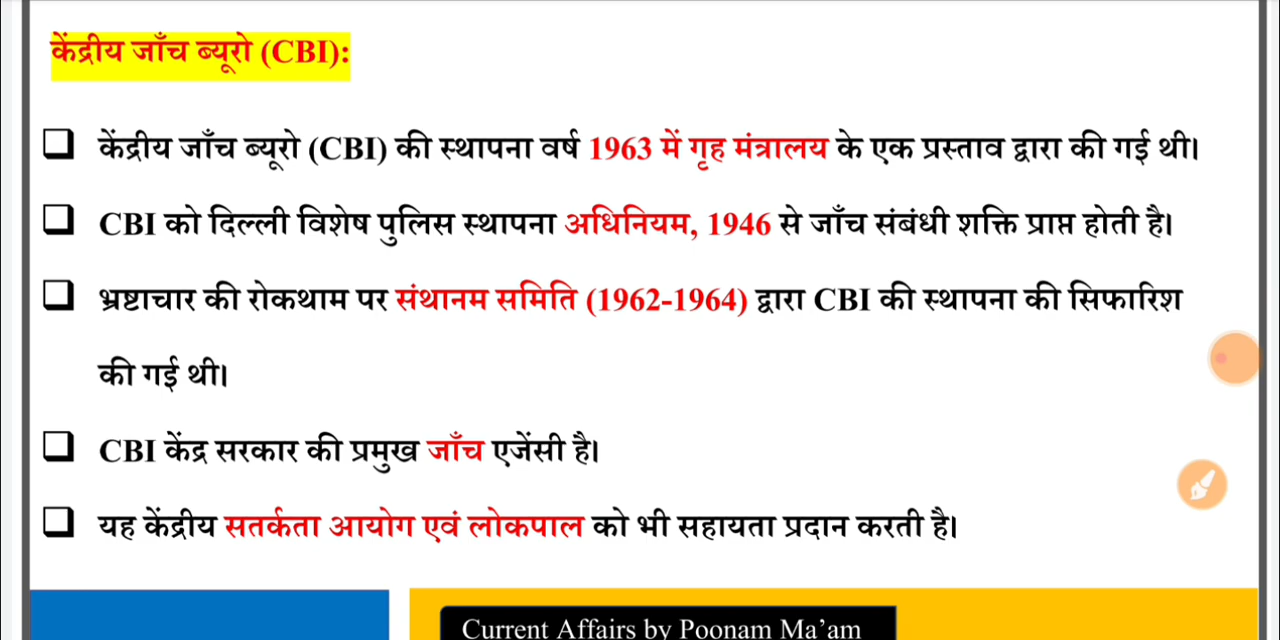 केंद्रीय जाँच ब्यूरो (CBI):
केंद्रीय जाँच ब्यूरो (CBI) की स्थापना वर्ष 1963 में गृह मंत्रालय के एक प्रस्ताव द्वारा की गई थी।
CBI को दिल्ली विशेष पुलिस स्थापना अधिनियम, 1946 से जाँच संबंधी शक्ति प्राप्त होती है।
भ्रष्टाचार की रोकथाम पर संथानम समिति (1962-1964) द्वारा CBI की स्थापना की सिफारिश
की गई थी।
CBI केंद्र सरकार की प्रमुख जाँच एजेंसी है।
यह केंद्रीय सतर्कता आयोग एवं लोकपाल को भी सहायता प्रदान करती है।
Current Affairs by Poonam Ma’am